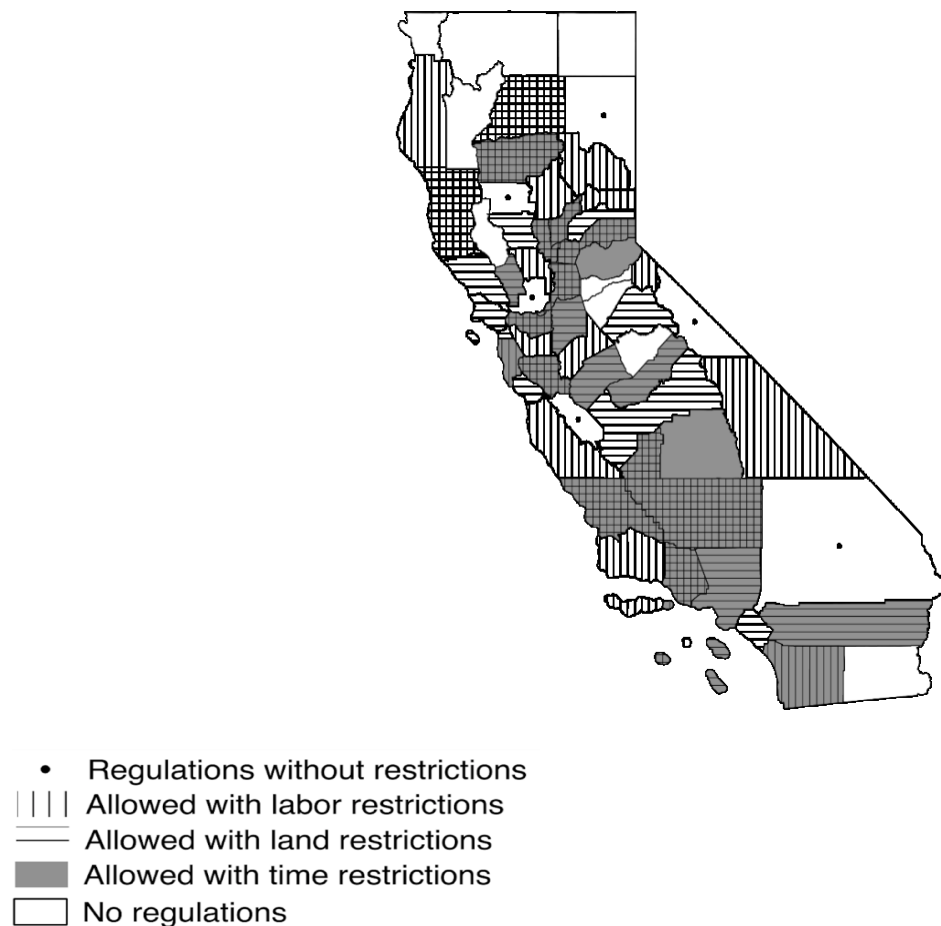 Regulations without restrictions
Allowed with labor restrictions
Allowed with land restrictions
Allowed with time restrictions
No regulations